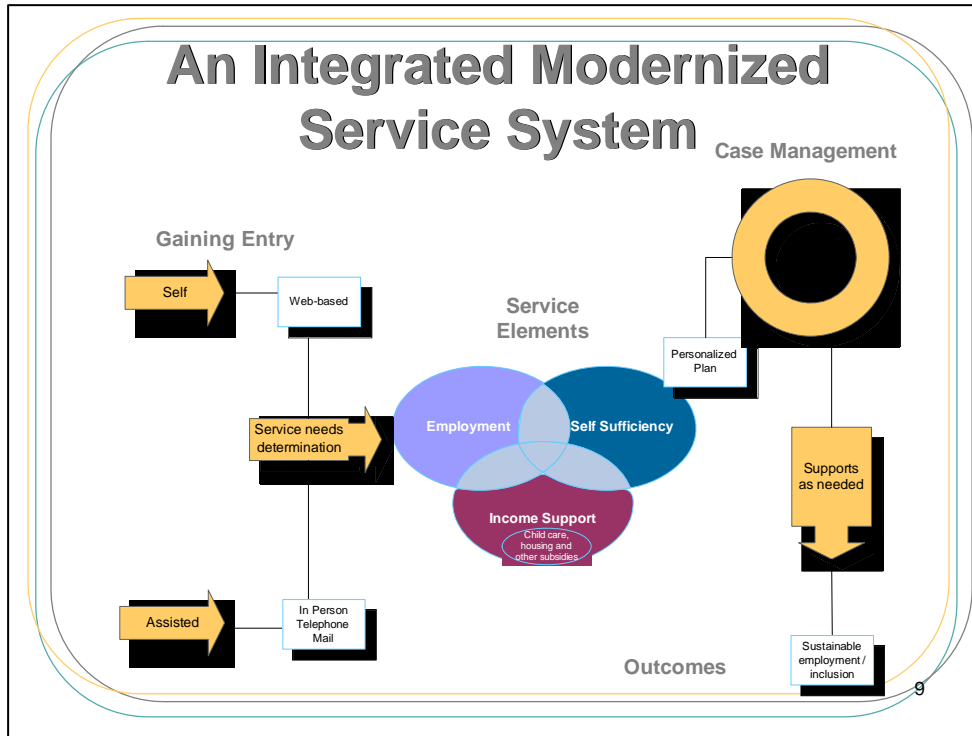 An Integrated Modernized
Service System
Case Management
Gaining Entry
Self
Web-based
Service
Elements
Personalized
Plan
Service needs
determination
Employment
Self Sufficiency
Income Support
Child care,
housing and
other subsidies
Supports
as needed
Assisted
In Person
Telephone
Mail
Outcomes
Sustainable
employment /
inclusion
9